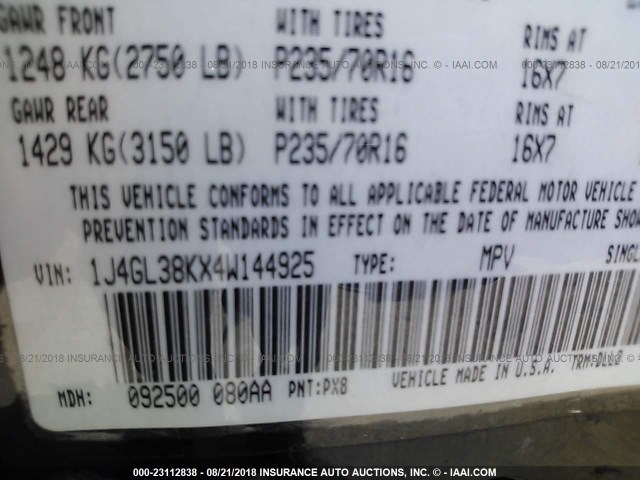 GAWR FRONT WITH TIRES RIMS AT
1248 KG(2750 LB) P235/70R16 16X7
GAWR REAR WITH TIRES RIMS AT
1429 KG(3150 LB) P235/70R16 16X7
THIS VEHICLE CONFORMS TO ALL APPLICABLE FEDERAL MOTOR VEHICLE
PREVENTION STANDARDS IN EFFECT ON THE DATE OF MANUFACTURE SHOW
VIN: 1J4GL38KX4W144925 TYPE: MPV SINGL
MDH: 092500 080AA PNT:PX8 VEHICLE MADE IN U.S.A.
000-23112838 - 08/21/2018 INSURANCE AUTO AUCTIONS, INC. - © IAAI.COM